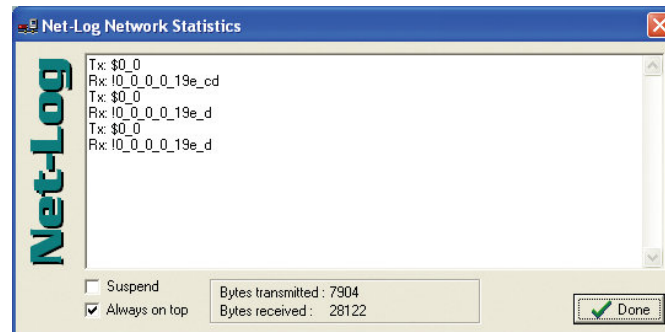 Net-Log Network Statistics
Net-Log
Tx: $0_0
Rx: !0_0_0_0_19e_cd
Tx: $0_0
Rx: !0_0_0_0_19e_d
Tx: $0_0
Rx: !0_0_0_0_19e_d
Suspend
Always on top
Bytes transmitted : 7904
Bytes received : 28122
Done